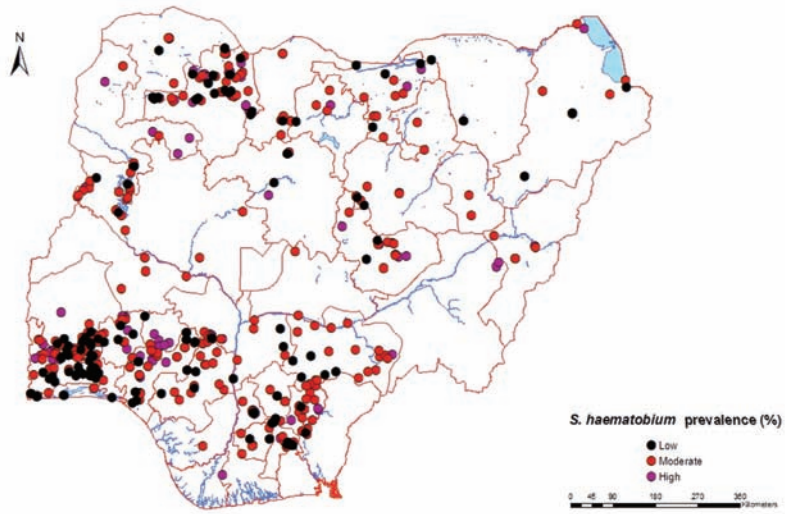 N
S. haematobium prevalence (%)
Low
Moderate
High
0 45 90 180 270 360
Kilometers